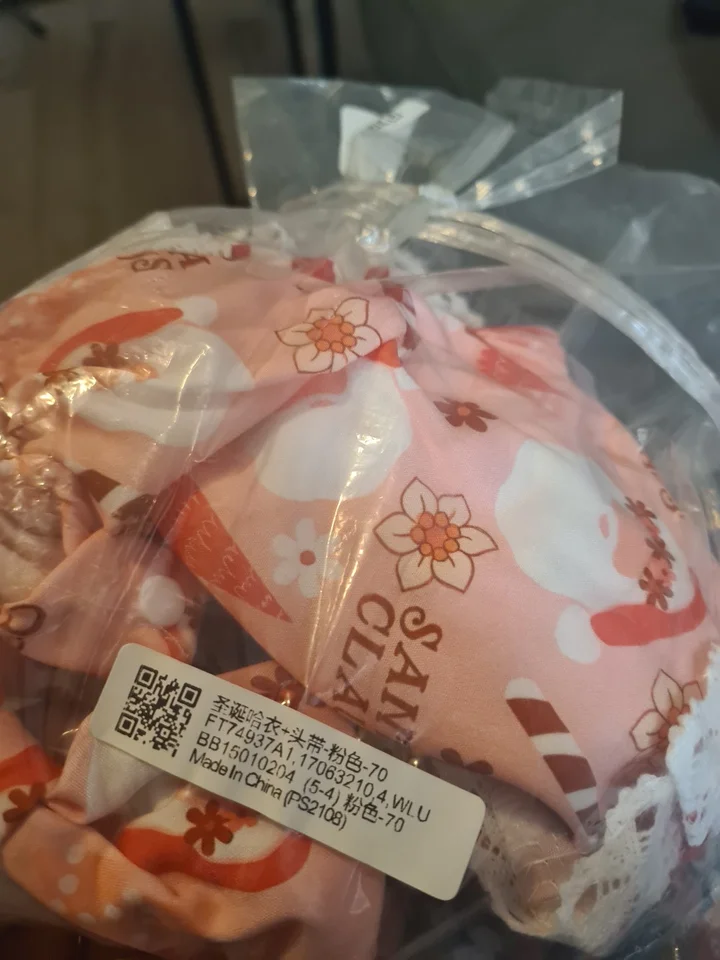 SAN
CLA
圣诞哈衣+头带-粉色-70
FT74937A1,17063210,4,WLU
BB15010204 (5-4) 粉色-70
Made In China (PS2108)